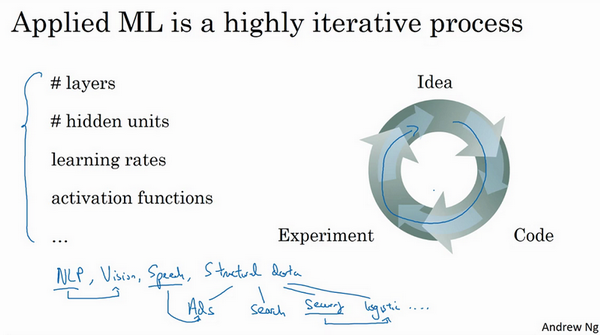 Applied ML is a highly iterative process
# layers
# hidden units
learning rates
activation functions
...
Idea
Experiment
Code
NLP, Vision, Speech, Structural data
Ads Search Security logistic ....
Andrew Ng